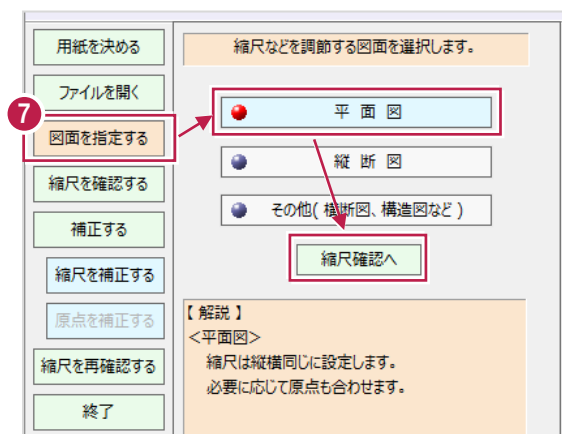 用紙を決める
ファイルを開く
7
図面を指定する
縮尺を確認する
補正する
縮尺を補正する
原点を補正する
縮尺を再確認する
終了
縮尺などを調節する図面を選択します。
平 面 図
縦 断 図
その他( 横断図、構造図など )
縮尺確認へ
【 解説 】
＜平面図＞
縮尺は縦横同じに設定します。
必要に応じて原点も合わせます。